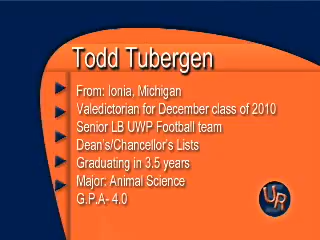 Todd Tubergen
From: Ionia, Michigan
Valedictorian for December class of 2010
Senior LB UWP Football team
Dean's/Chancellor's Lists
Graduating in 3.5 years
Major: Animal Science
G.P.A- 4.0
UR